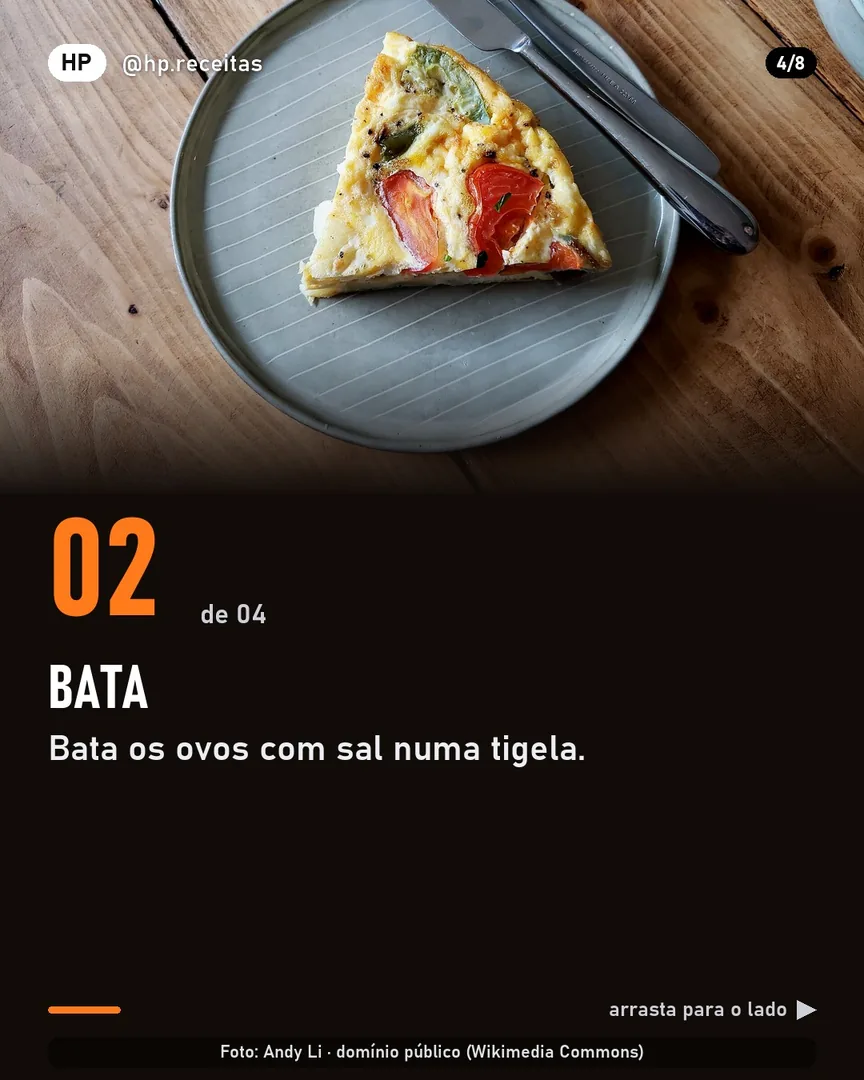 HP @hp.receitas 4/8
02 de 04
BATA
Bata os ovos com sal numa tigela.
arrasta para o lado ▶
Foto: Andy Li · domínio público (Wikimedia Commons)